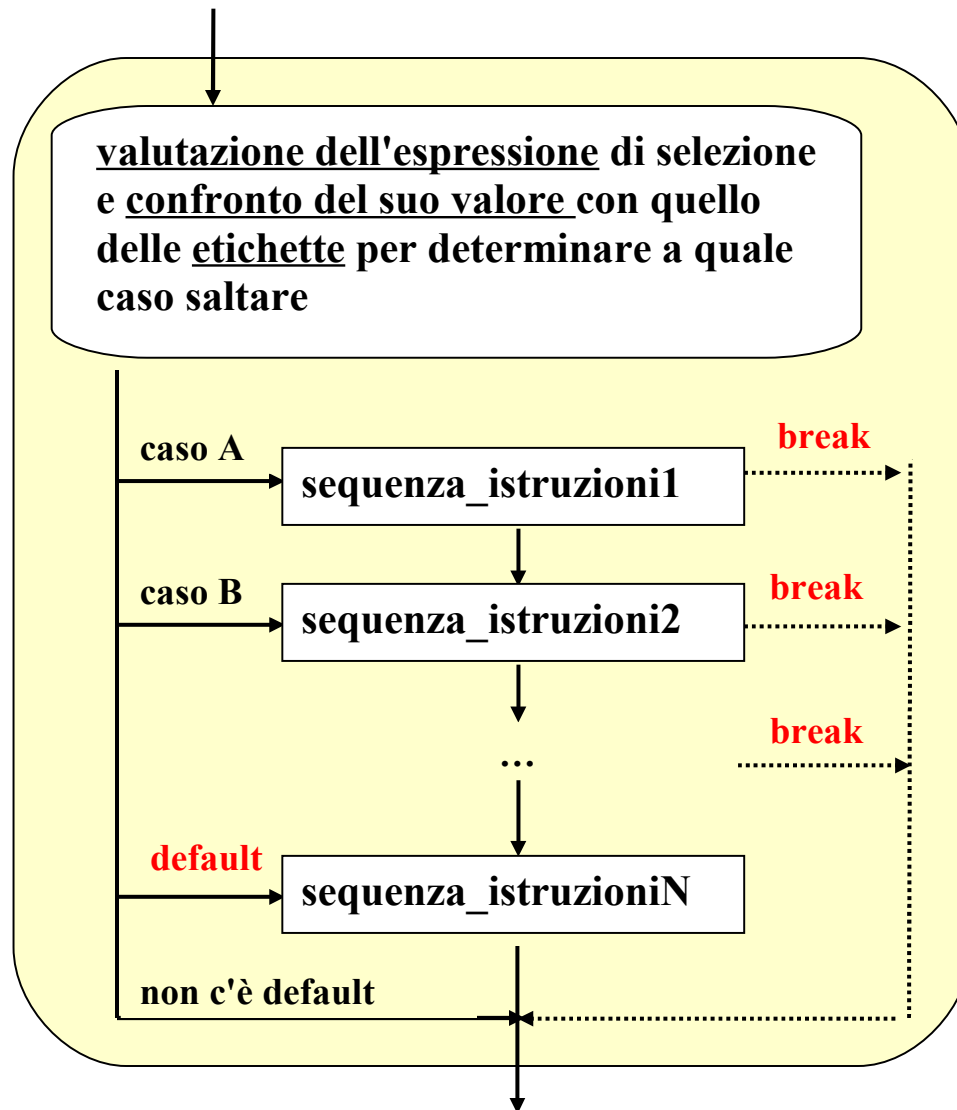 valutazione dell'espressione di selezione
e confronto del suo valore con quello
delle etichette per determinare a quale
caso saltare
caso A
break
sequenza_istruzioni1
caso B
break
sequenza_istruzioni2
break
...
default
sequenza_istruzioniN
non c'è default